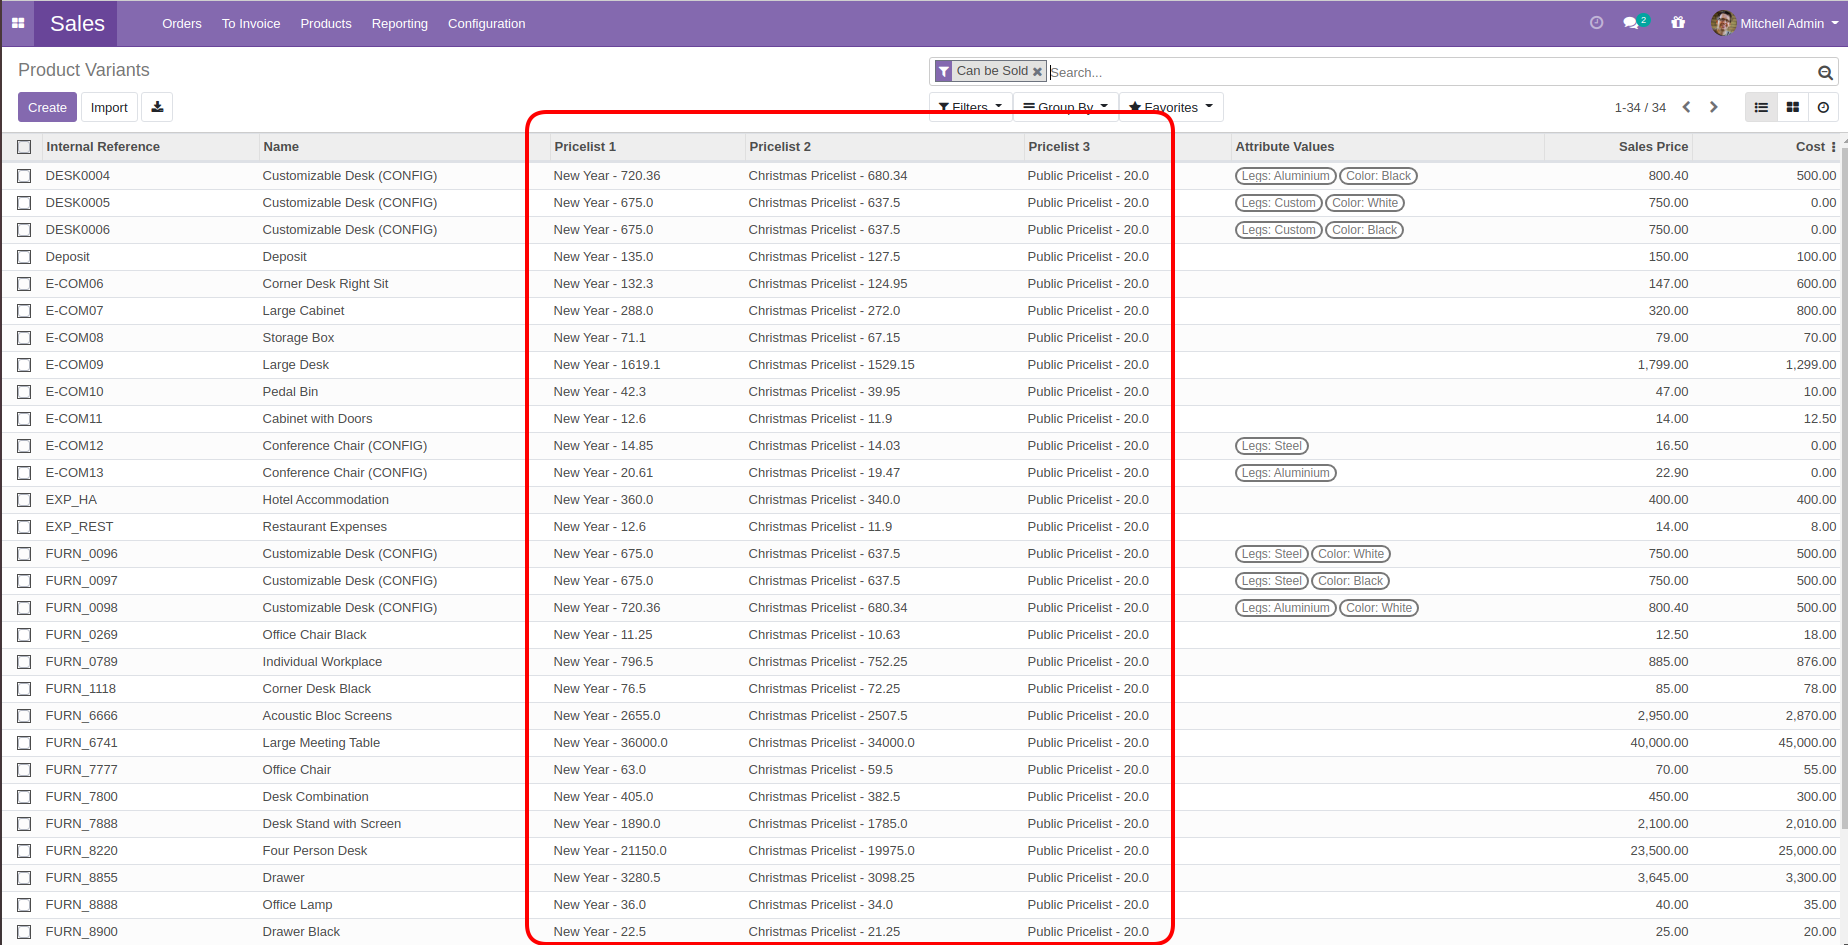 Sales Orders To Invoice Products Reporting Configuration 2 Mitchell Admin
Product Variants Can be Sold Search...
Create Import Filters Group By Favorites 1-34 / 34
Internal Reference Name Pricelist 1 Pricelist 2 Pricelist 3 Attribute Values Sales Price Cost
DESK0004 Customizable Desk (CONFIG) New Year - 720.36 Christmas Pricelist - 680.34 Public Pricelist - 20.0 Legs: Aluminium Color: Black 800.40 500.00
DESK0005 Customizable Desk (CONFIG) New Year - 675.0 Christmas Pricelist - 637.5 Public Pricelist - 20.0 Legs: Custom Color: White 750.00 0.00
DESK0006 Customizable Desk (CONFIG) New Year - 675.0 Christmas Pricelist - 637.5 Public Pricelist - 20.0 Legs: Custom Color: Black 750.00 0.00
Deposit Deposit New Year - 135.0 Christmas Pricelist - 127.5 Public Pricelist - 20.0 150.00 100.00
E-COM06 Corner Desk Right Sit New Year - 132.3 Christmas Pricelist - 124.95 Public Pricelist - 20.0 147.00 600.00
E-COM07 Large Cabinet New Year - 288.0 Christmas Pricelist - 272.0 Public Pricelist - 20.0 320.00 800.00
E-COM08 Storage Box New Year - 71.1 Christmas Pricelist - 67.15 Public Pricelist - 20.0 79.00 70.00
E-COM09 Large Desk New Year - 1619.1 Christmas Pricelist - 1529.15 Public Pricelist - 20.0 1,799.00 1,299.00
E-COM10 Pedal Bin New Year - 42.3 Christmas Pricelist - 39.95 Public Pricelist - 20.0 47.00 10.00
E-COM11 Cabinet with Doors New Year - 12.6 Christmas Pricelist - 11.9 Public Pricelist - 20.0 14.00 12.50
E-COM12 Conference Chair (CONFIG) New Year - 14.85 Christmas Pricelist - 14.03 Public Pricelist - 20.0 Legs: Steel 16.50 0.00
E-COM13 Conference Chair (CONFIG) New Year - 20.61 Christmas Pricelist - 19.47 Public Pricelist - 20.0 Legs: Aluminium 22.90 0.00
EXP_HA Hotel Accommodation New Year - 360.0 Christmas Pricelist - 340.0 Public Pricelist - 20.0 400.00 400.00
EXP_REST Restaurant Expenses New Year - 12.6 Christmas Pricelist - 11.9 Public Pricelist - 20.0 14.00 8.00
FURN_0096 Customizable Desk (CONFIG) New Year - 675.0 Christmas Pricelist - 637.5 Public Pricelist - 20.0 Legs: Steel Color: White 750.00 500.00
FURN_0097 Customizable Desk (CONFIG) New Year - 675.0 Christmas Pricelist - 637.5 Public Pricelist - 20.0 Legs: Steel Color: Black 750.00 500.00
FURN_0098 Customizable Desk (CONFIG) New Year - 720.36 Christmas Pricelist - 680.34 Public Pricelist - 20.0 Legs: Aluminium Color: White 800.40 500.00
FURN_0269 Office Chair Black New Year - 11.25 Christmas Pricelist - 10.63 Public Pricelist - 20.0 12.50 18.00
FURN_0789 Individual Workplace New Year - 796.5 Christmas Pricelist - 752.25 Public Pricelist - 20.0 885.00 876.00
FURN_1118 Corner Desk Black New Year - 76.5 Christmas Pricelist - 72.25 Public Pricelist - 20.0 85.00 78.00
FURN_6666 Acoustic Bloc Screens New Year - 2655.0 Christmas Pricelist - 2507.5 Public Pricelist - 20.0 2,950.00 2,870.00
FURN_6741 Large Meeting Table New Year - 36000.0 Christmas Pricelist - 34000.0 Public Pricelist - 20.0 40,000.00 45,000.00
FURN_7777 Office Chair New Year - 63.0 Christmas Pricelist - 59.5 Public Pricelist - 20.0 70.00 55.00
FURN_7800 Desk Combination New Year - 405.0 Christmas Pricelist - 382.5 Public Pricelist - 20.0 450.00 300.00
FURN_7888 Desk Stand with Screen New Year - 1890.0 Christmas Pricelist - 1785.0 Public Pricelist - 20.0 2,100.00 2,010.00
FURN_8220 Four Person Desk New Year - 21150.0 Christmas Pricelist - 19975.0 Public Pricelist - 20.0 23,500.00 25,000.00
FURN_8855 Drawer New Year - 3280.5 Christmas Pricelist - 3098.25 Public Pricelist - 20.0 3,645.00 3,300.00
FURN_8888 Office Lamp New Year - 36.0 Christmas Pricelist - 34.0 Public Pricelist - 20.0 40.00 35.00
FURN_8900 Drawer Black New Year - 22.5 Christmas Pricelist - 21.25 Public Pricelist - 20.0 25.00 20.00